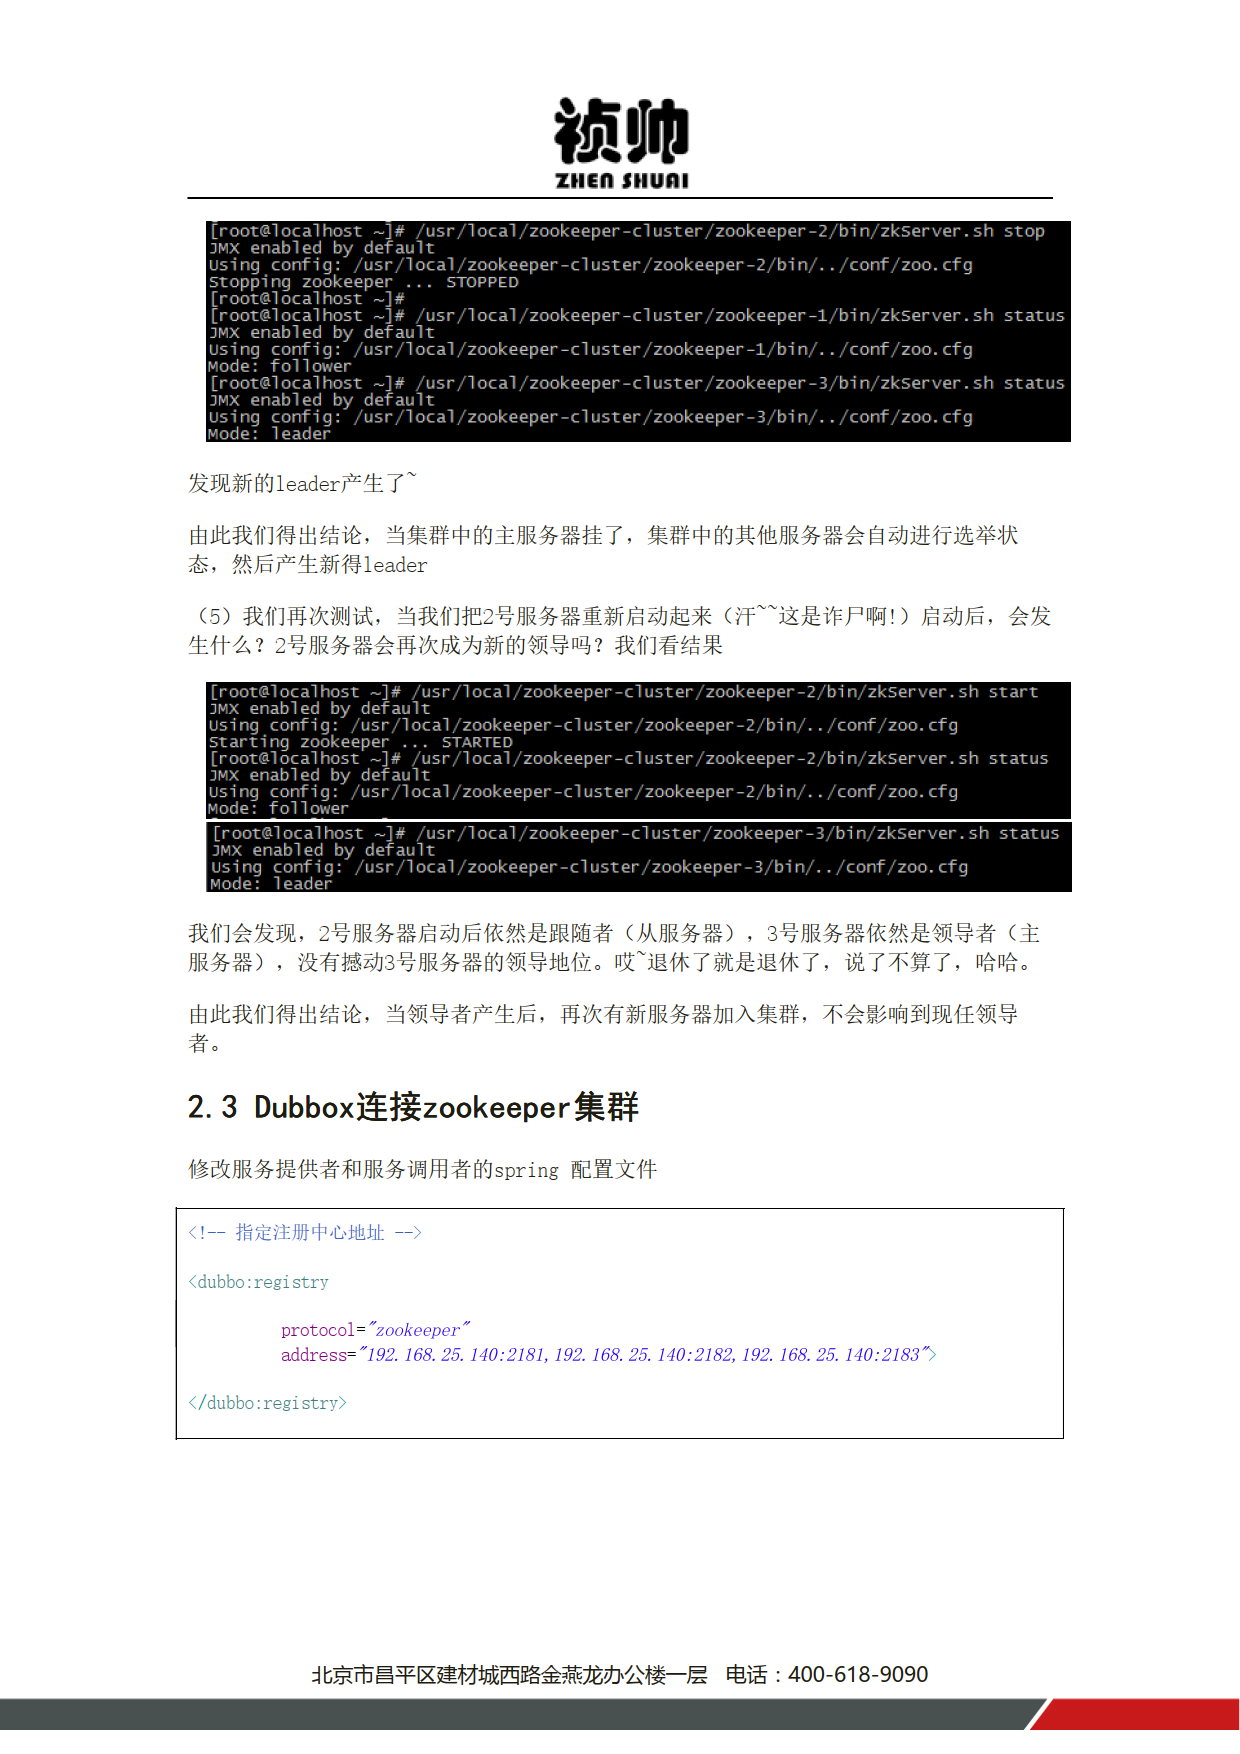 祯帅
ZHEN SHUAI
[root@localhost ~]# /usr/local/zookeeper-cluster/zookeeper-2/bin/zkServer.sh stop
JMX enabled by default
Using config: /usr/local/zookeeper-cluster/zookeeper-2/bin/../conf/zoo.cfg
Stopping zookeeper ... STOPPED
[root@localhost ~]#
[root@localhost ~]# /usr/local/zookeeper-cluster/zookeeper-1/bin/zkServer.sh status
JMX enabled by default
Using config: /usr/local/zookeeper-cluster/zookeeper-1/bin/../conf/zoo.cfg
Mode: follower
[root@localhost ~]# /usr/local/zookeeper-cluster/zookeeper-3/bin/zkServer.sh status
JMX enabled by default
Using config: /usr/local/zookeeper-cluster/zookeeper-3/bin/../conf/zoo.cfg
Mode: leader
发现新的leader产生了~
由此我们得出结论，当集群中的主服务器挂了，集群中的其他服务器会自动进行选举状
态，然后产生新得leader
（5）我们再次测试，当我们把2号服务器重新启动起来（汗~~这是诈尸啊!）启动后，会发
生什么？2号服务器会再次成为新的领导吗？我们看结果
[root@localhost ~]# /usr/local/zookeeper-cluster/zookeeper-2/bin/zkServer.sh start
JMX enabled by default
Using config: /usr/local/zookeeper-cluster/zookeeper-2/bin/../conf/zoo.cfg
Starting zookeeper ... STARTED
[root@localhost ~]# /usr/local/zookeeper-cluster/zookeeper-2/bin/zkServer.sh status
JMX enabled by default
Using config: /usr/local/zookeeper-cluster/zookeeper-2/bin/../conf/zoo.cfg
Mode: follower
[root@localhost ~]# /usr/local/zookeeper-cluster/zookeeper-3/bin/zkServer.sh status
JMX enabled by default
Using config: /usr/local/zookeeper-cluster/zookeeper-3/bin/../conf/zoo.cfg
Mode: leader
我们会发现，2号服务器启动后依然是跟随者（从服务器），3号服务器依然是领导者（主
服务器），没有撼动3号服务器的领导地位。哎~退休了就是退休了，说了不算了，哈哈。
由此我们得出结论，当领导者产生后，再次有新服务器加入集群，不会影响到现任领导
者。
2.3 Dubbox连接zookeeper集群
修改服务提供者和服务调用者的spring 配置文件
<!-- 指定注册中心地址 -->
<dubbo:registry
protocol="zookeeper"
address="192.168.25.140:2181,192.168.25.140:2182,192.168.25.140:2183">
</dubbo:registry>
北京市昌平区建材城西路金燕龙办公楼一层 电话：400-618-9090